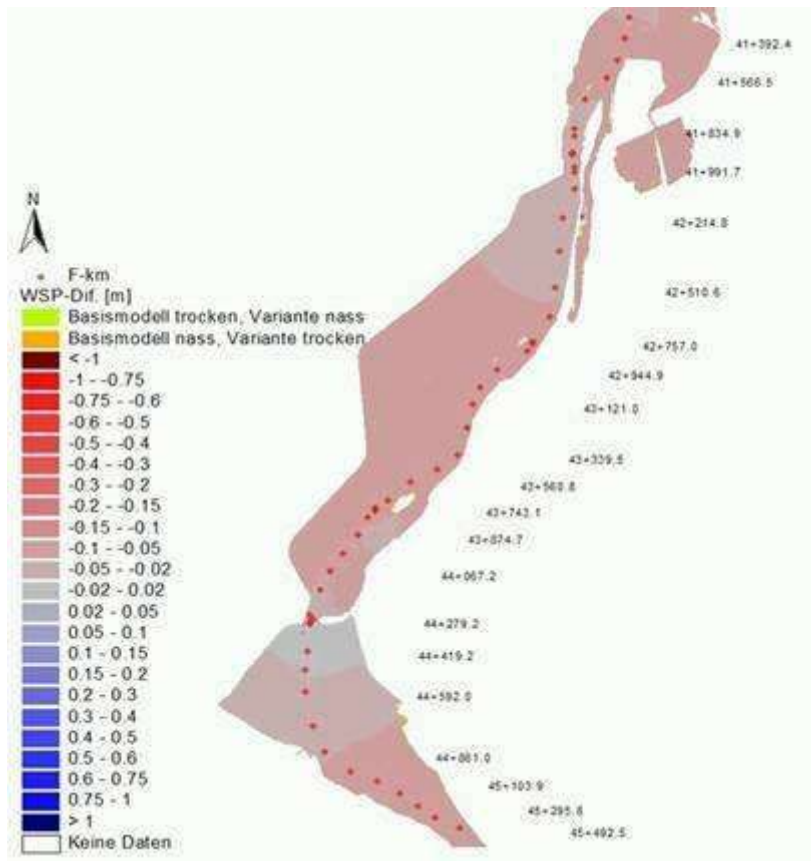 41+392.4
41+566.5
41+834.9
41+991.7
42+214.8
42+510.6
42+757.0
42+944.9
43+121.0
43+339.5
43+560.8
43+743.1
43+874.7
44+067.2
44+279.2
44+419.2
44+592.0
44+861.0
45+103.9
45+295.8
45+492.5
N
F-km
WSP-Dif. [m]
Basismodell trocken, Variante nass
Basismodell nass, Variante trocken
< -1
-1 - -0.75
-0.75 - -0.6
-0.6 - -0.5
-0.5 - -0.4
-0.4 - -0.3
-0.3 - -0.2
-0.2 - -0.15
-0.15 - -0.1
-0.1 - -0.05
-0.05 - -0.02
-0.02 - 0.02
0.02 - 0.05
0.05 - 0.1
0.1 - 0.15
0.15 - 0.2
0.2 - 0.3
0.3 - 0.4
0.4 - 0.5
0.5 - 0.6
0.6 - 0.75
0.75 - 1
> 1
Keine Daten